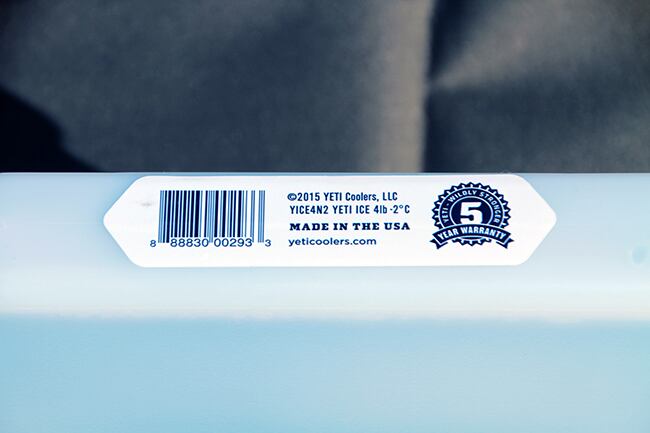 8 88830 00293 3
©2015 YETI Coolers, LLC
YICE4N2 YETI ICE 4lb -2°C
MADE IN THE USA
yeticoolers.com
YETI · WILDLY STRONGER
5
YEAR WARRANTY